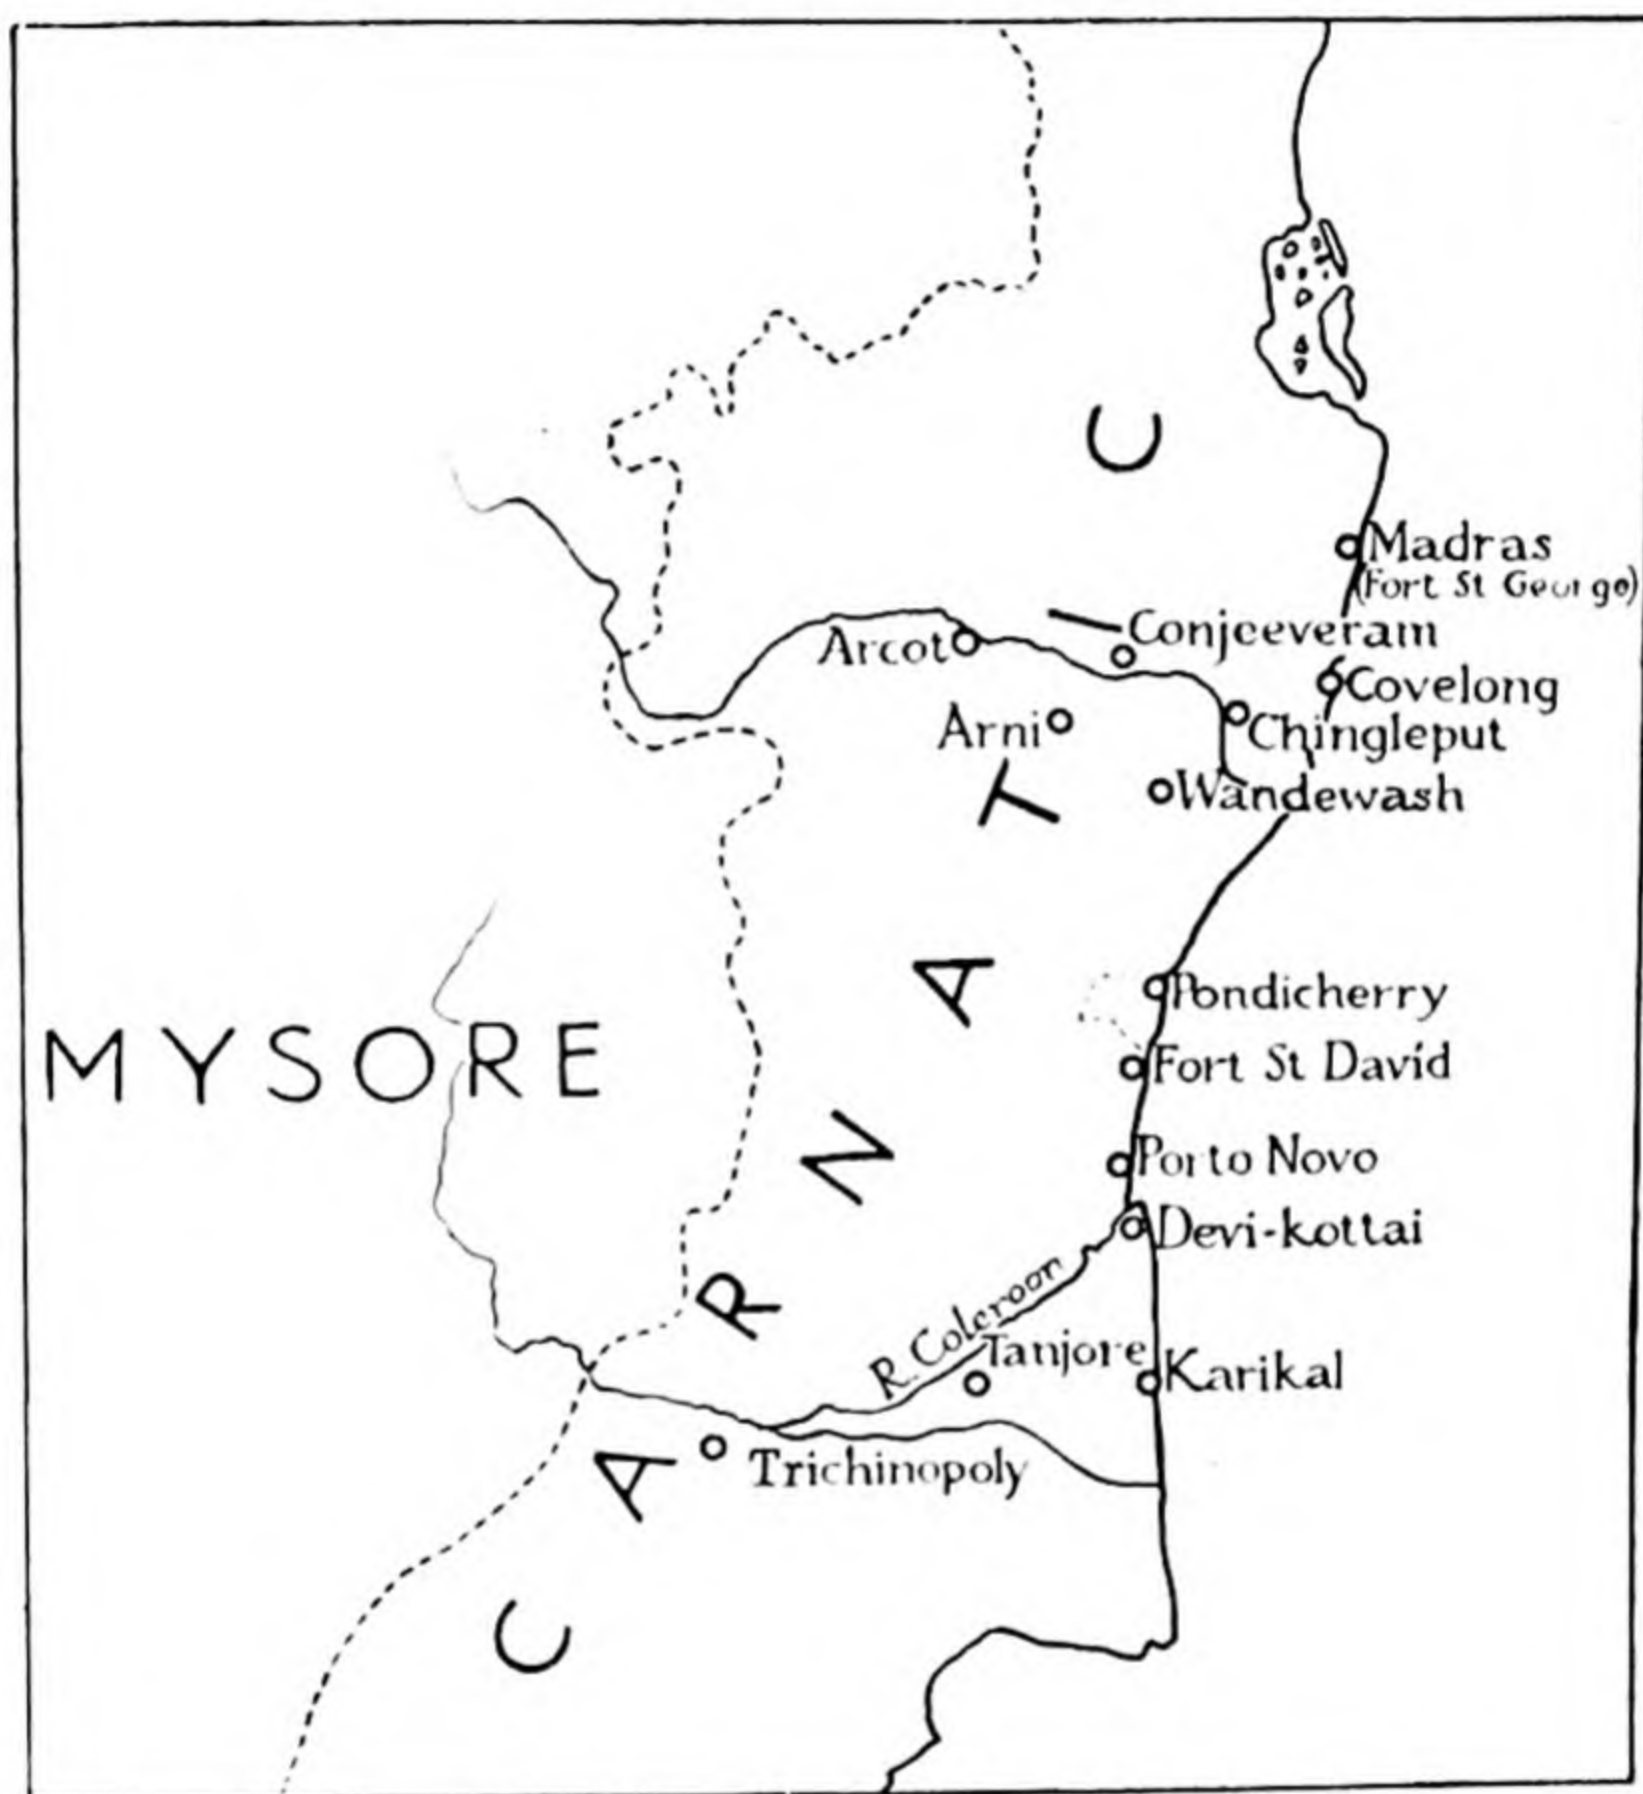 Madras
(Fort St George)
Conjeeveram
Arcot
Covelong
Arni
Chingleput
Wandewash
CARNATIC
Pondicherry
MYSORE
Fort St David
Porto Novo
Devi-kottai
R. Coleroon
Tanjore
Karikal
Trichinopoly